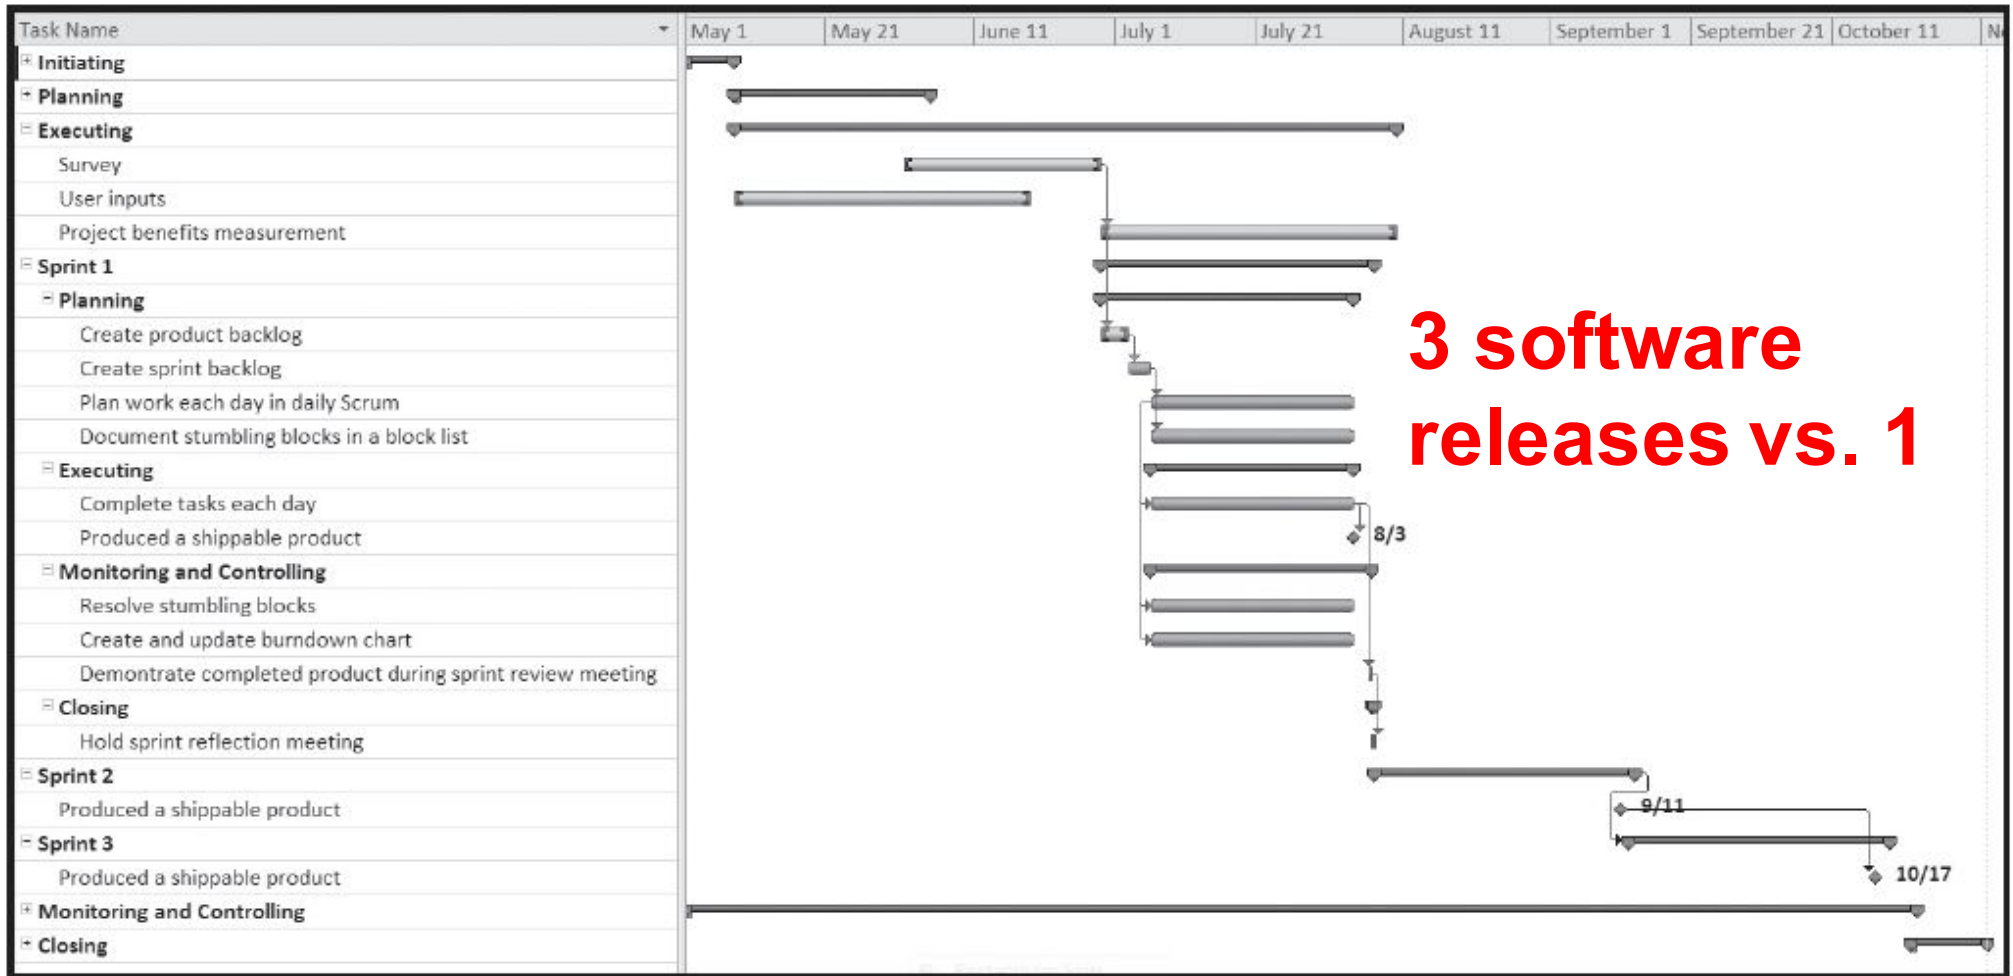 Task Name May 1 May 21 June 11 July 1 July 21 August 11 September 1 September 21 October 11
Initiating
Planning
Executing
Survey
User inputs
Project benefits measurement
Sprint 1
Planning
Create product backlog
Create sprint backlog
Plan work each day in daily Scrum
Document stumbling blocks in a block list
Executing
Complete tasks each day
Produced a shippable product 8/3
Monitoring and Controlling
Resolve stumbling blocks
Create and update burndown chart
Demontrate completed product during sprint review meeting
Closing
Hold sprint reflection meeting
Sprint 2
Produced a shippable product 9/11
Sprint 3
Produced a shippable product 10/17
Monitoring and Controlling
Closing
3 software
releases vs. 1